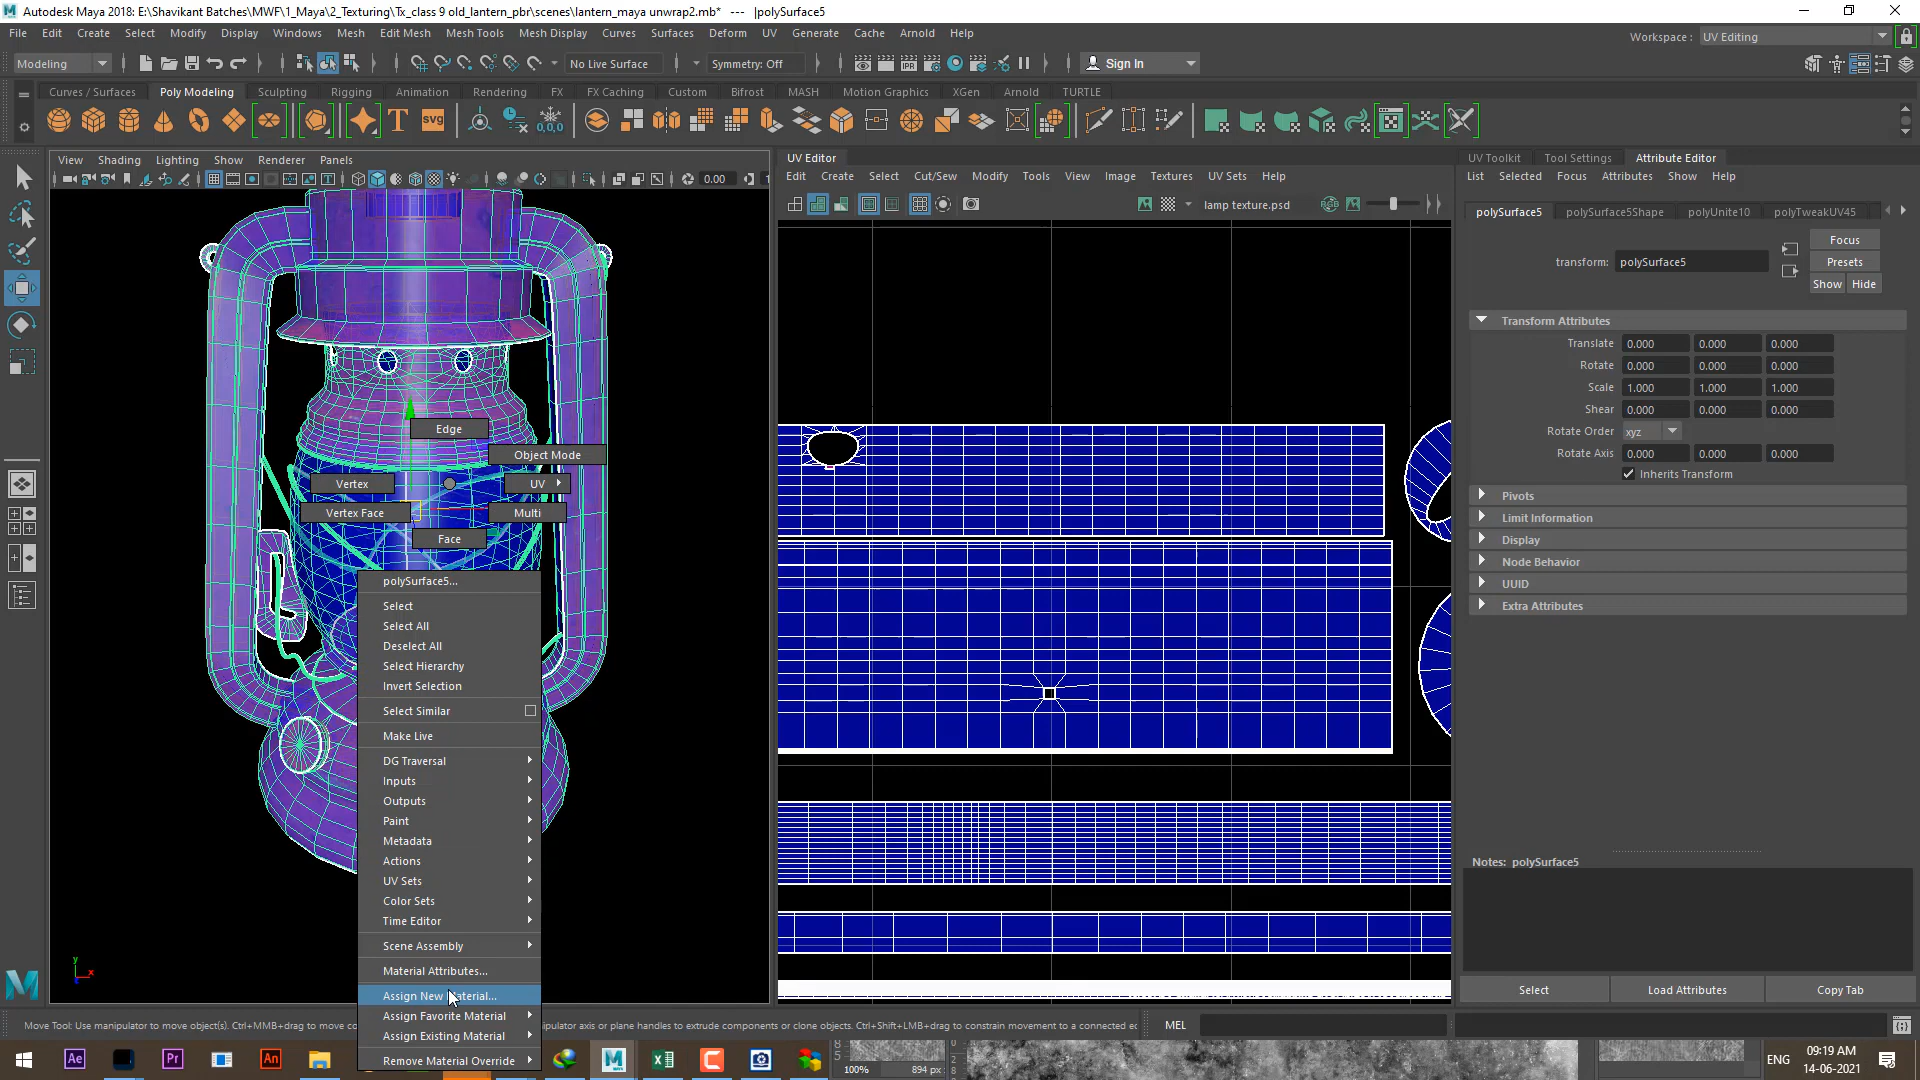 Autodesk Maya 2018: E:\Shavikant Batches\MWF\1_Maya\2_Texturing\Tx_class 9 old_lantern_pbr\scenes\lantern_maya unwrap2.mb* --- |polySurface5
File Edit Create Select Modify Display Windows Mesh Edit Mesh Mesh Tools Mesh Display Curves Surfaces Deform UV Generate Cache Arnold Help
Workspace : UV Editing
Modeling No Live Surface Symmetry: Off Sign In
Curves / Surfaces Poly Modeling Sculpting Rigging Animation Rendering FX FX Caching Custom Bifrost MASH Motion Graphics XGen Arnold TURTLE
T svg 0,0,0
View Shading Lighting Show Renderer Panels
0.00
UV Editor
Edit Create Select Cut/Sew Modify Tools View Image Textures UV Sets Help
lamp texture.psd
UV Toolkit Tool Settings Attribute Editor
List Selected Focus Attributes Show Help
polySurface5 polySurface5Shape polyUnite10 polyTweakUV45
transform: polySurface5
Focus
Presets
Show Hide
Transform Attributes
Translate 0.000 0.000 0.000
Rotate 0.000 0.000 0.000
Scale 1.000 1.000 1.000
Shear 0.000 0.000 0.000
Rotate Order xyz
Rotate Axis 0.000 0.000 0.000
Inherits Transform
Pivots
Limit Information
Display
Node Behavior
UUID
Extra Attributes
Notes: polySurface5
Select Load Attributes Copy Tab
Edge
Object Mode
Vertex UV
Vertex Face Multi
Face
polySurface5...
Select
Select All
Deselect All
Select Hierarchy
Invert Selection
Select Similar
Make Live
DG Traversal
Inputs
Outputs
Paint
Metadata
Actions
UV Sets
Color Sets
Time Editor
Scene Assembly
Material Attributes...
Assign New Material...
Assign Favorite Material
Assign Existing Material
Remove Material Override
y
x
Move Tool: Use manipulator to move object(s). Ctrl+MMB+drag to move
axis or plane handles to extrude components or clone objects. Ctrl+Shift+LMB+drag to constrain movement to a connected
MEL
Ae Pr An
100% 894 px
ENG 09:19 AM
14-06-2021